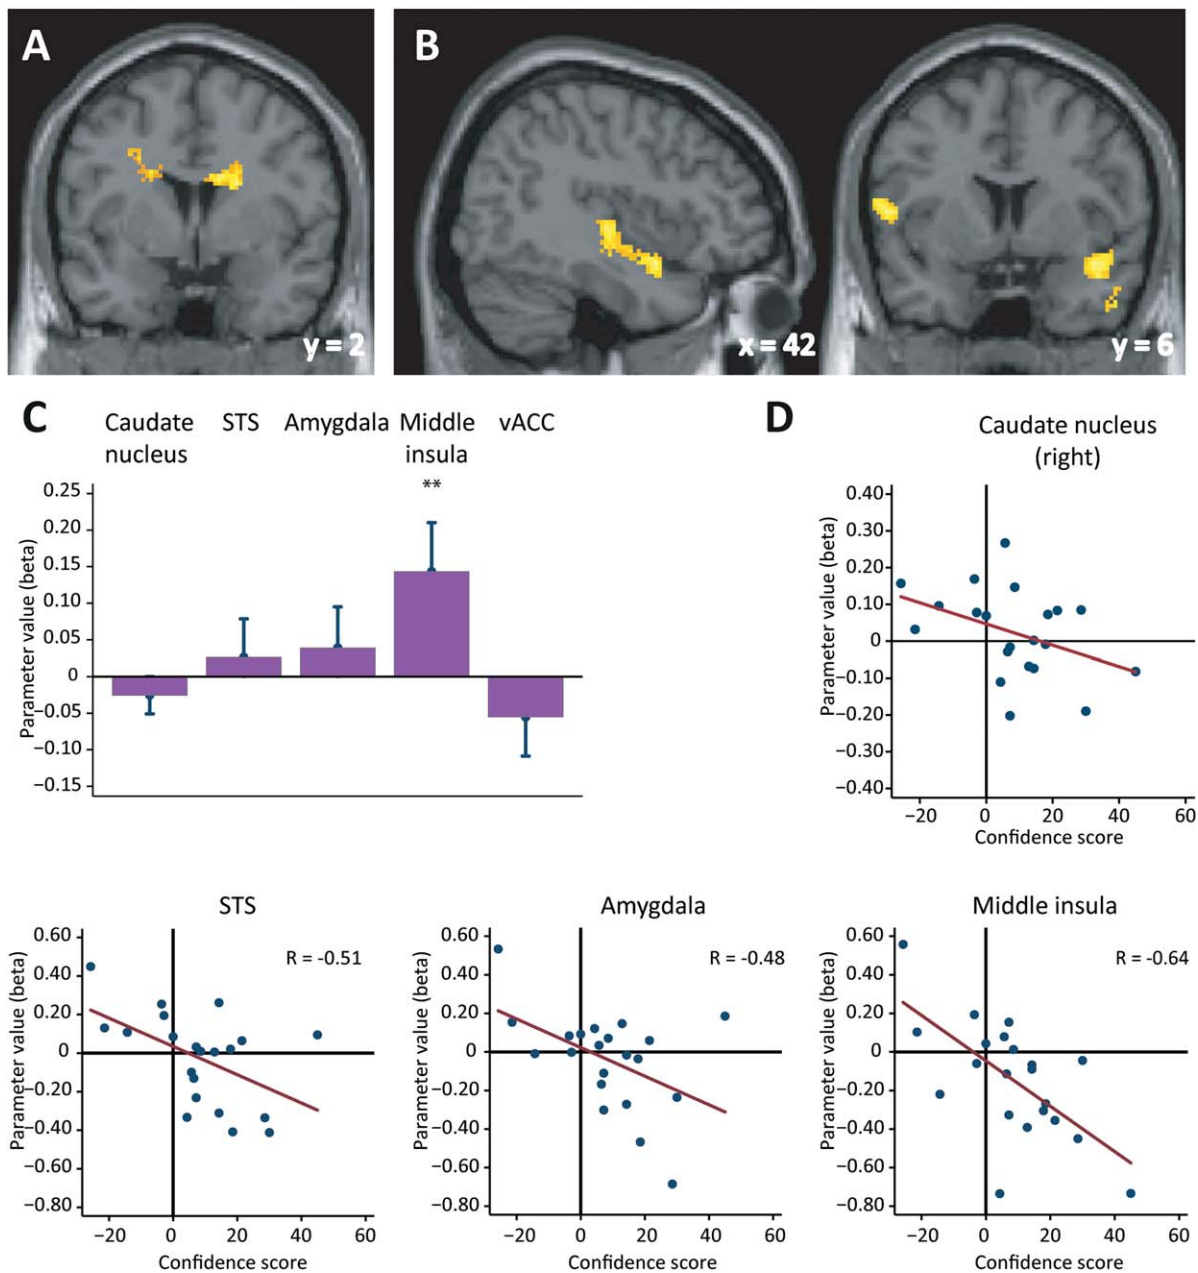 A
B
y = 2
x = 42
y = 6
C
Caudate nucleus
STS
Amygdala
Middle insula
vACC
**
Parameter value (beta)
0.25
0.20
0.15
0.10
0.05
0
−0.05
−0.10
−0.15
D
Caudate nucleus
(right)
Parameter value (beta)
0.40
0.30
0.20
0.10
0
−0.10
−0.20
−0.30
−0.40
−20 0 20 40 60
Confidence score
STS
R = -0.51
Parameter value (beta)
0.60
0.40
0.20
0
−0.20
−0.40
−0.60
−0.80
−20 0 20 40 60
Confidence score
Amygdala
R = -0.48
Parameter value (beta)
0.60
0.40
0.20
0
−0.20
−0.40
−0.60
−0.80
−20 0 20 40 60
Confidence score
Middle insula
R = -0.64
Parameter value (beta)
0.60
0.40
0.20
0
−0.20
−0.40
−0.60
−0.80
−20 0 20 40 60
Confidence score